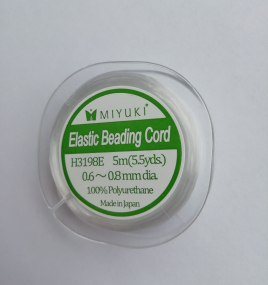 MIYUKI
Elastic Beading Cord
H3198E 5m(5.5yds.)
0.6～0.8mm dia.
100% Polyurethane
Made in Japan